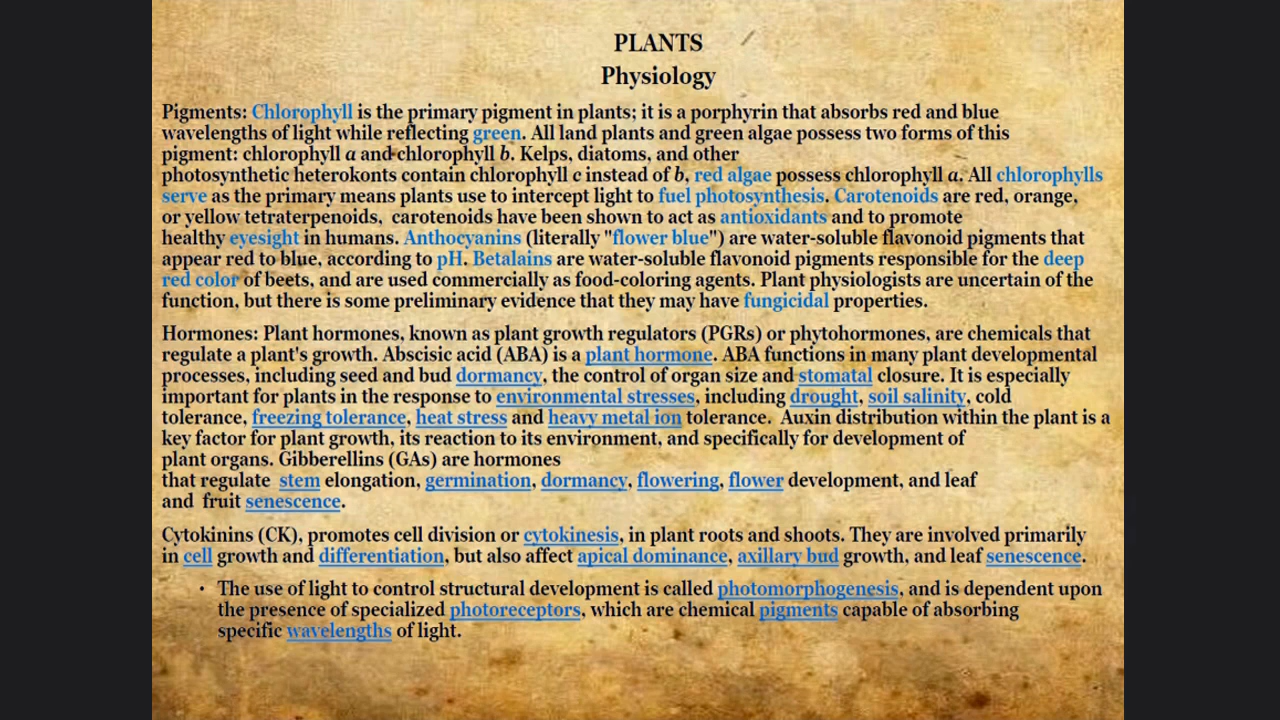 PLANTS
Physiology
Pigments: Chlorophyll is the primary pigment in plants; it is a porphyrin that absorbs red and blue
wavelengths of light while reflecting green. All land plants and green algae possess two forms of this
pigment: chlorophyll a and chlorophyll b. Kelps, diatoms, and other
photosynthetic heterokonts contain chlorophyll c instead of b, red algae possess chlorophyll a. All chlorophylls
serve as the primary means plants use to intercept light to fuel photosynthesis. Carotenoids are red, orange,
or yellow tetraterpenoids, carotenoids have been shown to act as antioxidants and to promote
healthy eyesight in humans. Anthocyanins (literally "flower blue") are water-soluble flavonoid pigments that
appear red to blue, according to pH. Betalains are water-soluble flavonoid pigments responsible for the deep
red color of beets, and are used commercially as food-coloring agents. Plant physiologists are uncertain of the
function, but there is some preliminary evidence that they may have fungicidal properties.
Hormones: Plant hormones, known as plant growth regulators (PGRs) or phytohormones, are chemicals that
regulate a plant's growth. Abscisic acid (ABA) is a plant hormone. ABA functions in many plant developmental
processes, including seed and bud dormancy, the control of organ size and stomatal closure. It is especially
important for plants in the response to environmental stresses, including drought, soil salinity, cold
tolerance, freezing tolerance, heat stress and heavy metal ion tolerance. Auxin distribution within the plant is a
key factor for plant growth, its reaction to its environment, and specifically for development of
plant organs. Gibberellins (GAs) are hormones
that regulate stem elongation, germination, dormancy, flowering, flower development, and leaf
and fruit senescence.
Cytokinins (CK), promotes cell division or cytokinesis, in plant roots and shoots. They are involved primarily
in cell growth and differentiation, but also affect apical dominance, axillary bud growth, and leaf senescence.
• The use of light to control structural development is called photomorphogenesis, and is dependent upon
the presence of specialized photoreceptors, which are chemical pigments capable of absorbing
specific wavelengths of light.